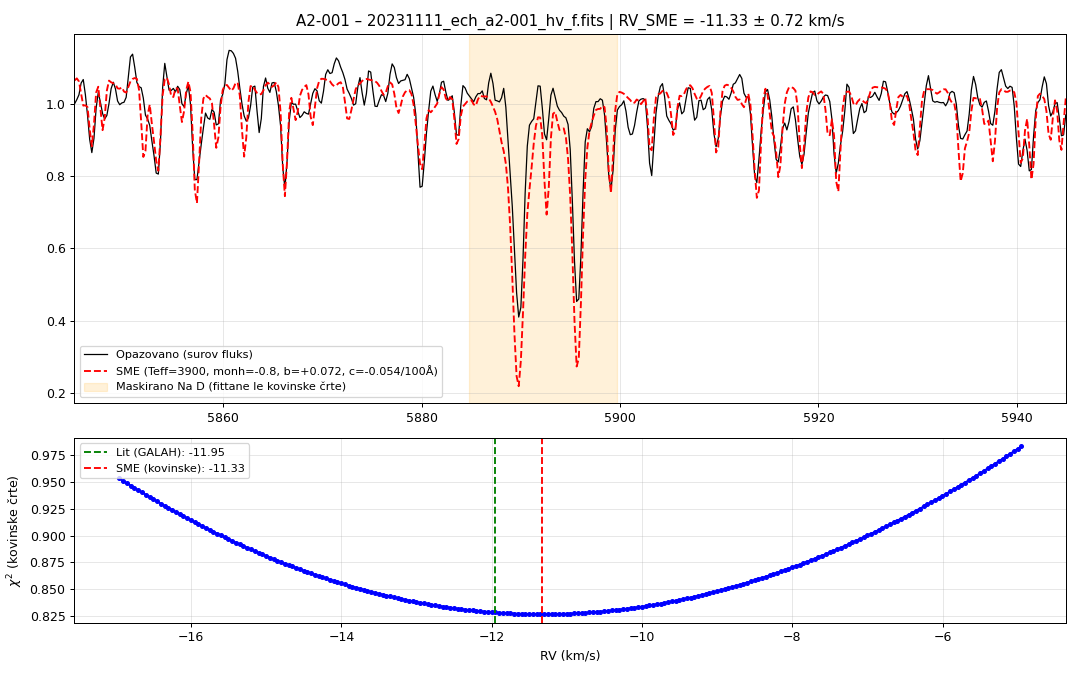 A2-001 – 20231111_ech_a2-001_hv_f.fits | RV_SME = -11.33 ± 0.72 km/s
1.0
0.8
0.6
0.4
0.2
Opazovano (surov fluks)
SME (Teff=3900, monh=-0.8, b=+0.072, c=-0.054/100Å)
Maskirano Na D (fittane le kovinske črte)
5860 5880 5900 5920 5940
χ² (kovinske črte)
0.975
0.950
0.925
0.900
0.875
0.850
0.825
Lit (GALAH): -11.95
SME (kovinske): -11.33
−16 −14 −12 −10 −8 −6
RV (km/s)